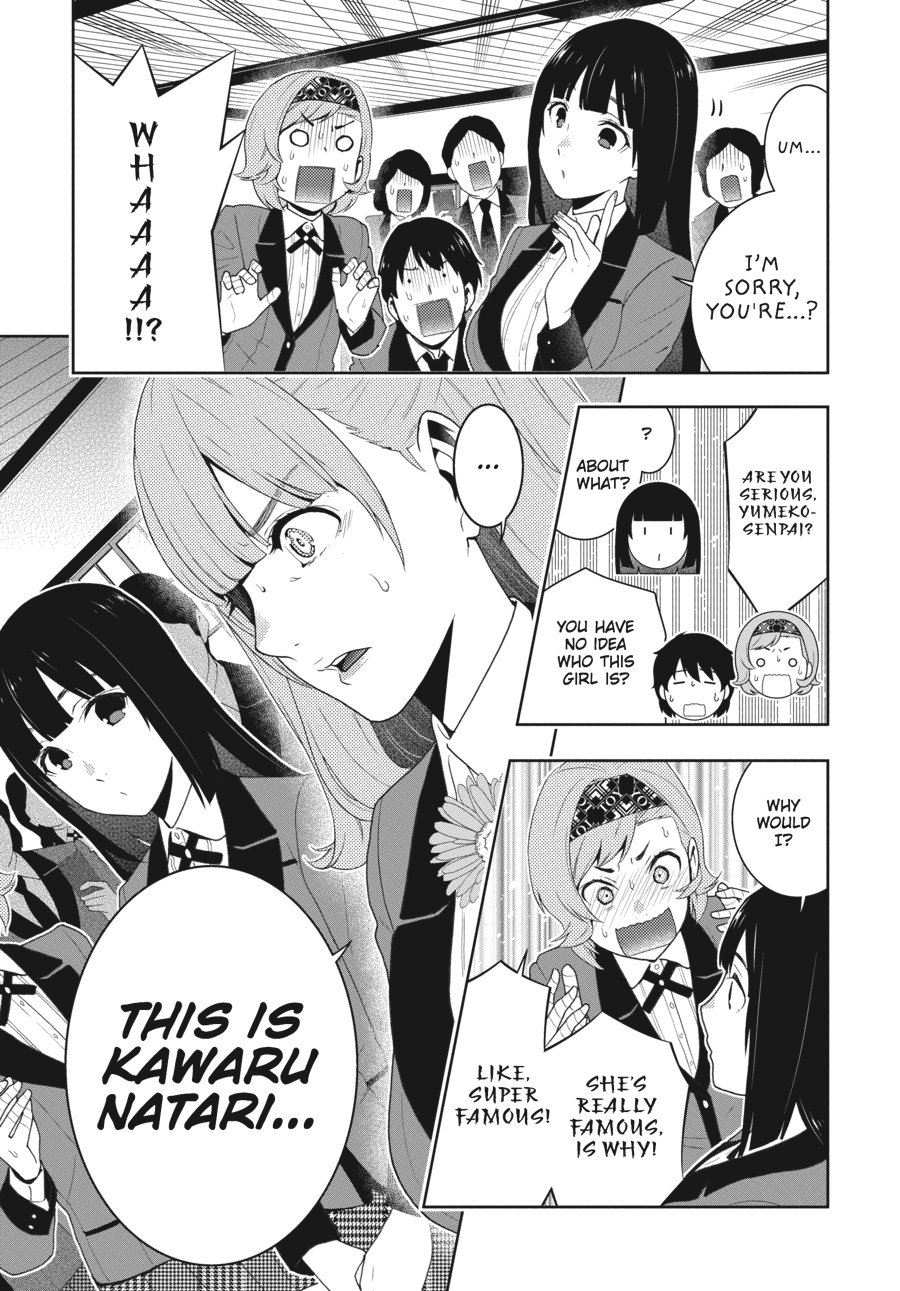 UM...
I'M
SORRY,
YOU'RE...?
WHAAAA!!?
ARE YOU
SERIOUS,
YUMEKO-
SENPAI?
?
ABOUT
WHAT?
YOU HAVE
NO IDEA
WHO THIS
GIRL IS?
WHY
WOULD
I?
SHE'S
REALLY
FAMOUS,
IS WHY!
LIKE,
SUPER
FAMOUS!
...
THIS IS
KAWARU
NATARI...